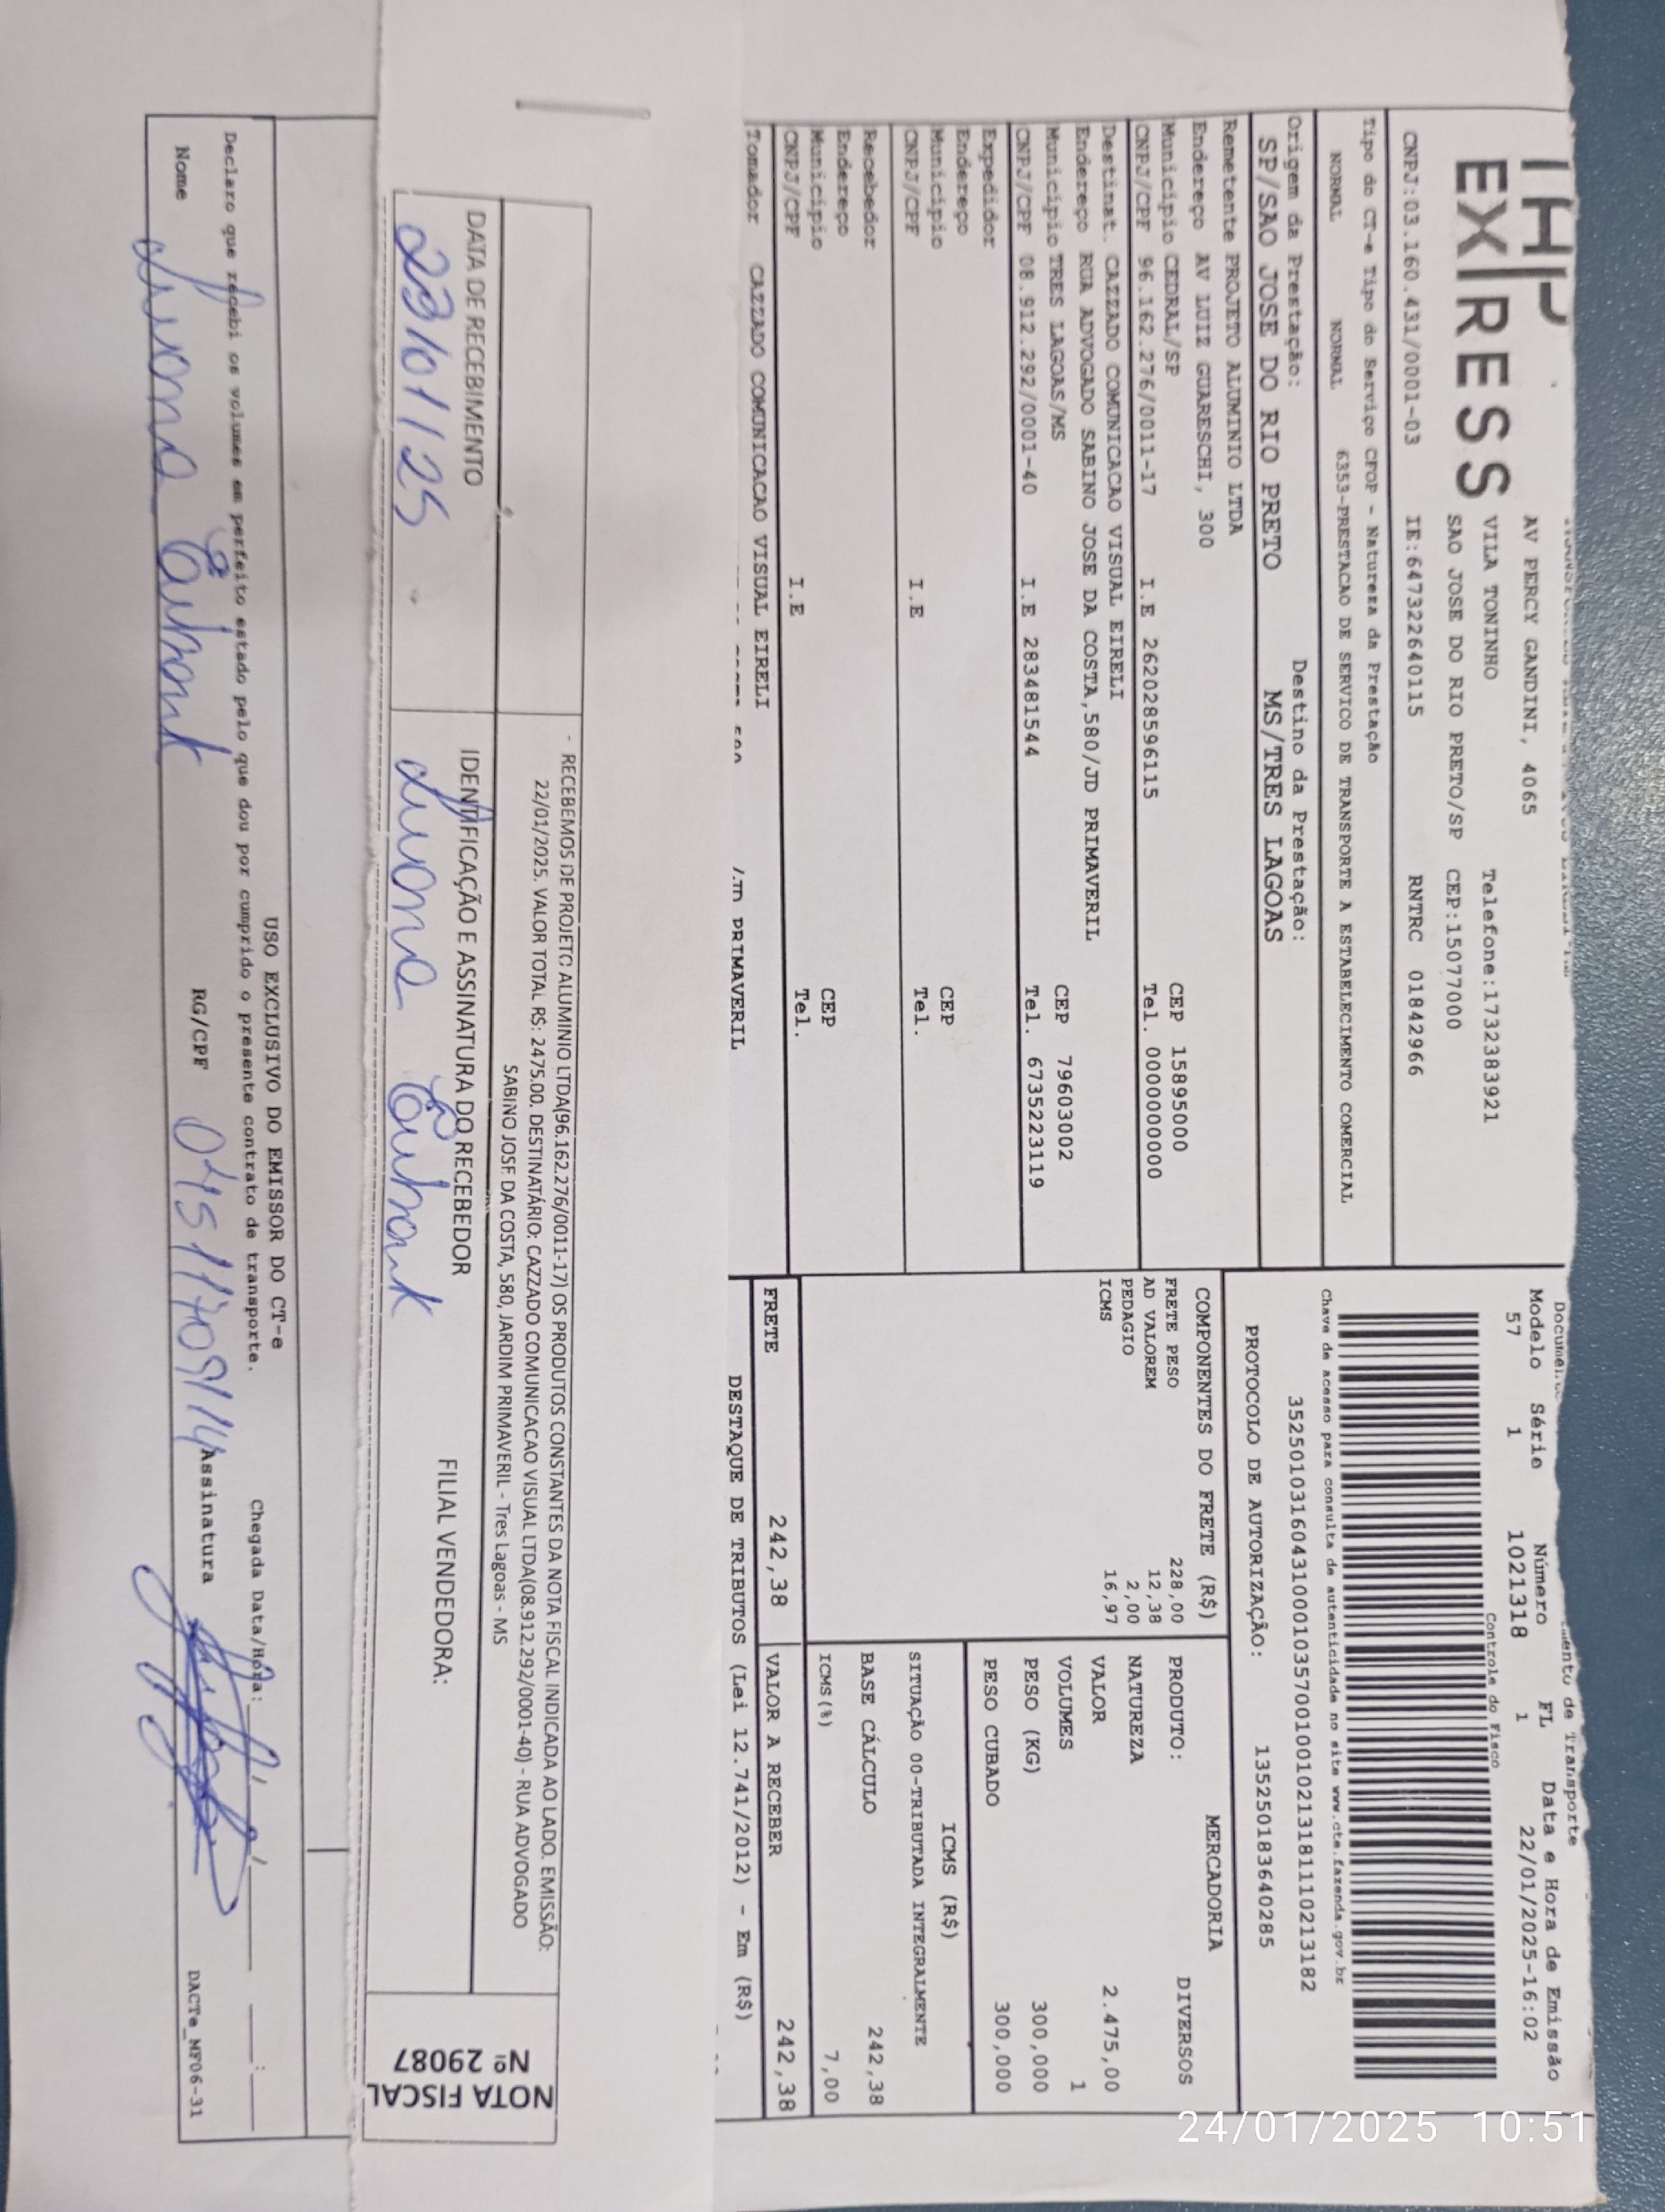 EX RESS
AV PERCY GANDINI, 4065
VILA TONINHO Telefone:1732383921
SAO JOSE DO RIO PRETO/SP CEP:15077000
CNPJ:03.160.431/0001-03 IE:647322640115 RNTRC 01842966
Tipo do CT-e Tipo do Serviço CFOP - Natureza da Prestação
NORMAL NORMAL 6353-PRESTACAO DE SERVICO DE TRANSPORTE A ESTABELECIMENTO COMERCIAL
Origem da Prestação: Destino da Prestação:
SP/SAO JOSE DO RIO PRETO MS/TRES LAGOAS
Remetente PROJETO ALUMINIO LTDA
Endereço AV LUIZ GUARESCHI, 300
Município CEDRAL/SP CEP 15895000
CNPJ/CPF 96.162.276/0011-17 I.E 262028596115 Tel. 0000000000
Destinat. CAZZADO COMUNICACAO VISUAL EIRELI
Endereço RUA ADVOGADO SABINO JOSE DA COSTA,580/JD PRIMAVERIL
Município TRES LAGOAS/MS CEP 79603002
CNPJ/CPF 08.912.292/0001-40 I.E 283481544 Tel. 6735223119
Expedidor
Endereço
Município CEP
CNPJ/CPF I.E Tel.
Recebedor
Endereço
Município CEP
CNPJ/CPF I.E Tel.
Tomador CAZZADO COMUNICACAO VISUAL EIRELI
/JD PRIMAVERIL
de Transporte
Modelo Série Número FL Data e Hora de Emissão
57 1 1021318 1 22/01/2025-16:02
Controle do Fisco
Chave de acesso para consulta de autenticidade no site www.cte.fazenda.gov.br
35250103160431000103570010010213181110213182
PROTOCOLO DE AUTORIZAÇÃO: 135250183640285
COMPONENTES DO FRETE (R$)
FRETE PESO 228,00
AD VALOREM 12,38
PEDAGIO 2,00
ICMS 16,97
MERCADORIA
PRODUTO: DIVERSOS
NATUREZA
VALOR 2.475,00
VOLUMES 1
PESO (KG) 300,000
PESO CUBADO 300,000
ICMS (R$)
SITUAÇÃO 00-TRIBUTADA INTEGRALMENTE
BASE CÁLCULO 242,38
ICMS(%) 7,00
FRETE 242,38 VALOR A RECEBER 242,38
DESTAQUE DE TRIBUTOS (Lei 12.741/2012) - Em (R$)
- RECEBEMOS DE PROJETO ALUMINIO LTDA(96.162.276/0011-17) OS PRODUTOS CONSTANTES DA NOTA FISCAL INDICADA AO LADO. EMISSÃO:
22/01/2025. VALOR TOTAL R$: 2475.00. DESTINATÁRIO: CAZZADO COMUNICACAO VISUAL LTDA(08.912.292/0001-40) - RUA ADVOGADO
SABINO JOSE DA COSTA, 580, JARDIM PRIMAVERIL - Tres Lagoas - MS
DATA DE RECEBIMENTO IDENTIFICAÇÃO E ASSINATURA DO RECEBEDOR FILIAL VENDEDORA:
23/01/25
NOTA FISCAL
Nº 29087
USO EXCLUSIVO DO EMISSOR DO CT-e
Declaro que recebi os volumes em perfeito estado pelo que dou por cumprido o presente contrato de transporte. Chegada Data/Hora: __/__/__ __:__
Nome RG/CPF Assinatura
DACTe_MF06-31
24/01/2025 10:51